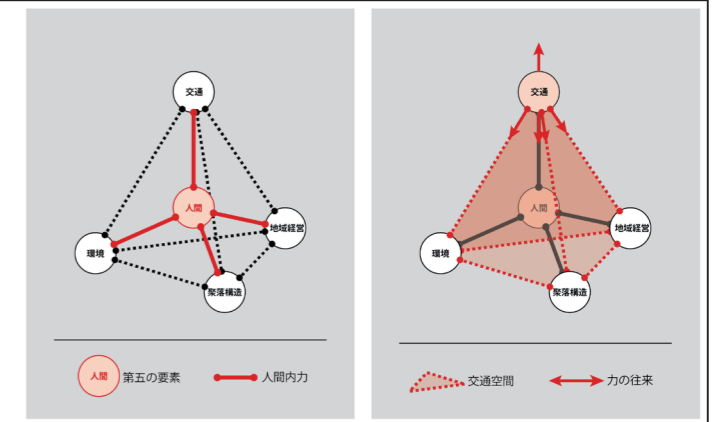 交通
人間
地域経営
環境
聚落構造
人間
第五の要素
人間内力
交通
人間
地域経営
環境
聚落構造
交通空間
力の往来